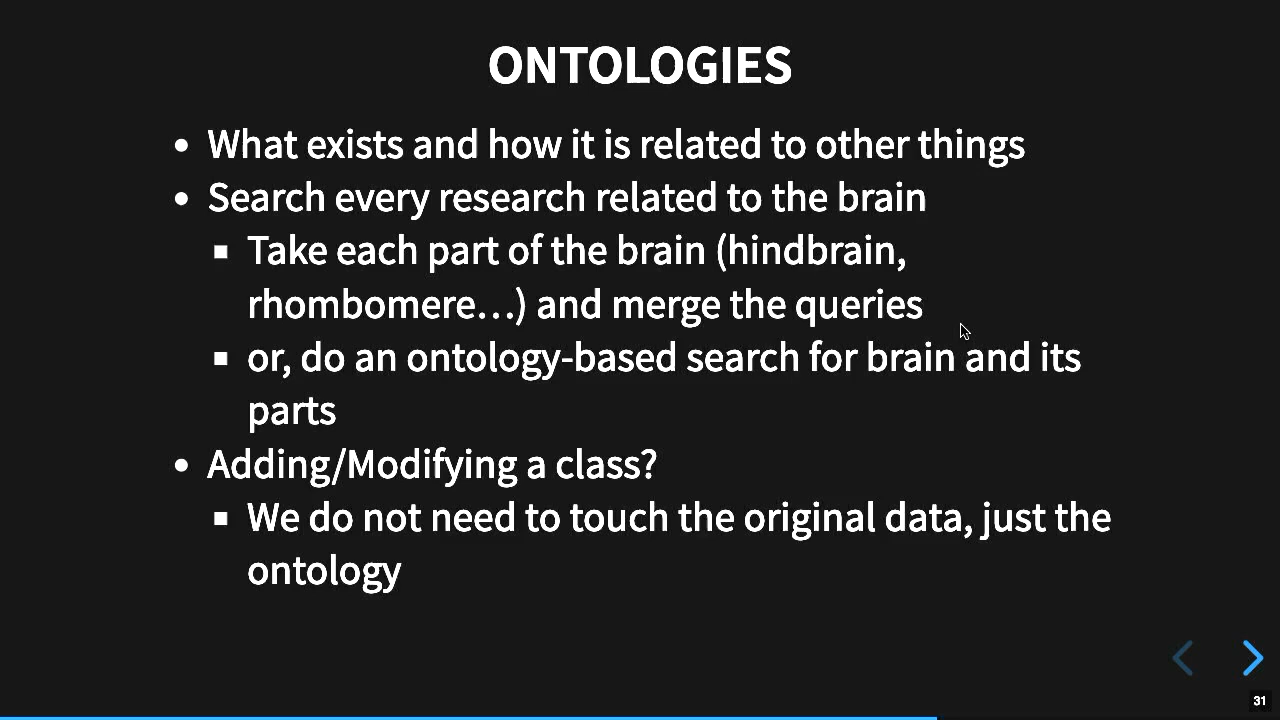 ONTOLOGIES
• What exists and how it is related to other things
• Search every research related to the brain
▪ Take each part of the brain (hindbrain,
rhombomere…) and merge the queries
▪ or, do an ontology-based search for brain and its
parts
• Adding/Modifying a class?
▪ We do not need to touch the original data, just the
ontology
31